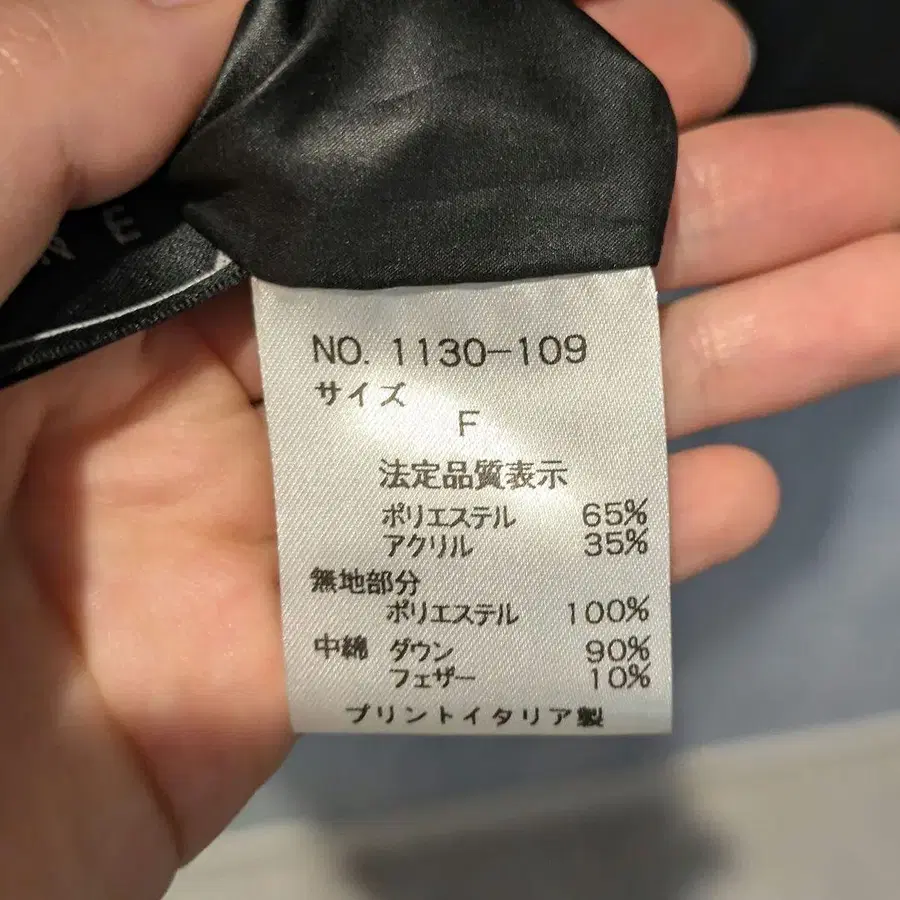 N E
NO. 1130-109
サイズ
F
法定品質表示
ポリエステル 65%
アクリル 35%
無地部分
ポリエステル 100%
中綿 ダウン 90%
フェザー 10%
プリントイタリア製